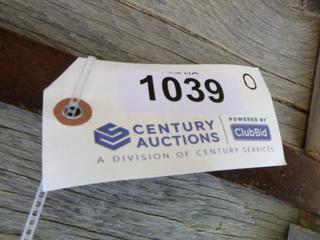 1039
O
CENTURY
AUCTIONS
POWERED BY
ClubBid
A DIVISION OF CENTURY SERVICES